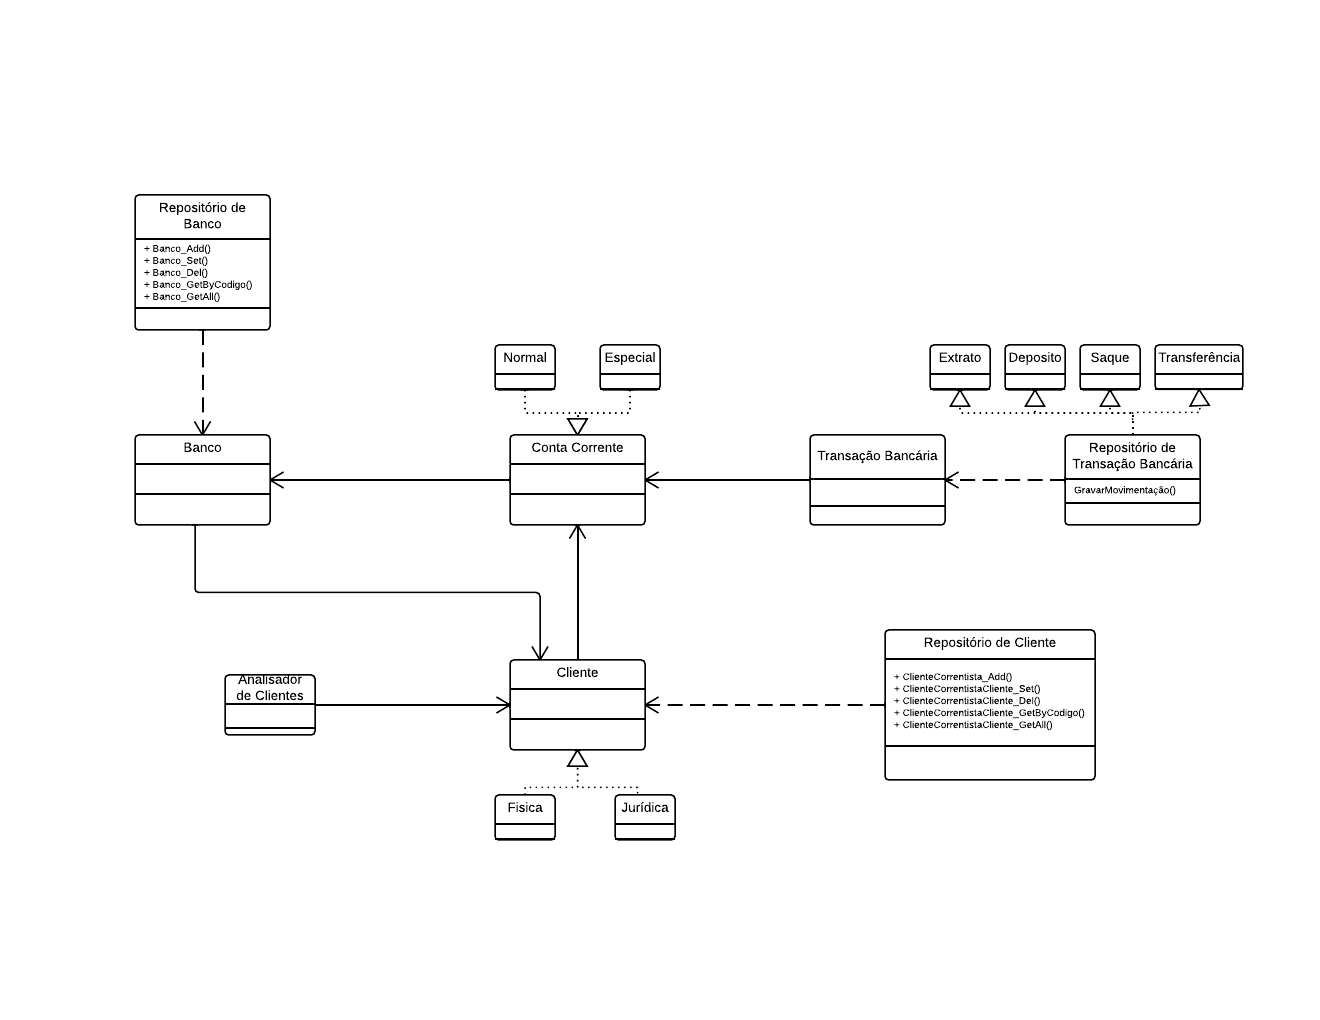 Repositório de
Banco
+ Banco_Add()
+ Banco_Set()
+ Banco_Del()
+ Banco_GetByCodigo()
+ Banco_GetAll()
Normal
Especial
Extrato
Deposito
Saque
Transferência
Banco
Conta Corrente
Transação Bancária
Repositório de
Transação Bancária
GravarMovimentação()
Analisador
de Clientes
Cliente
Repositório de Cliente
+ ClienteCorrentista_Add()
+ ClienteCorrentistaCliente_Set()
+ ClienteCorrentistaCliente_Del()
+ ClienteCorrentistaCliente_GetByCodigo()
+ ClienteCorrentistaCliente_GetAll()
Fisica
Jurídica